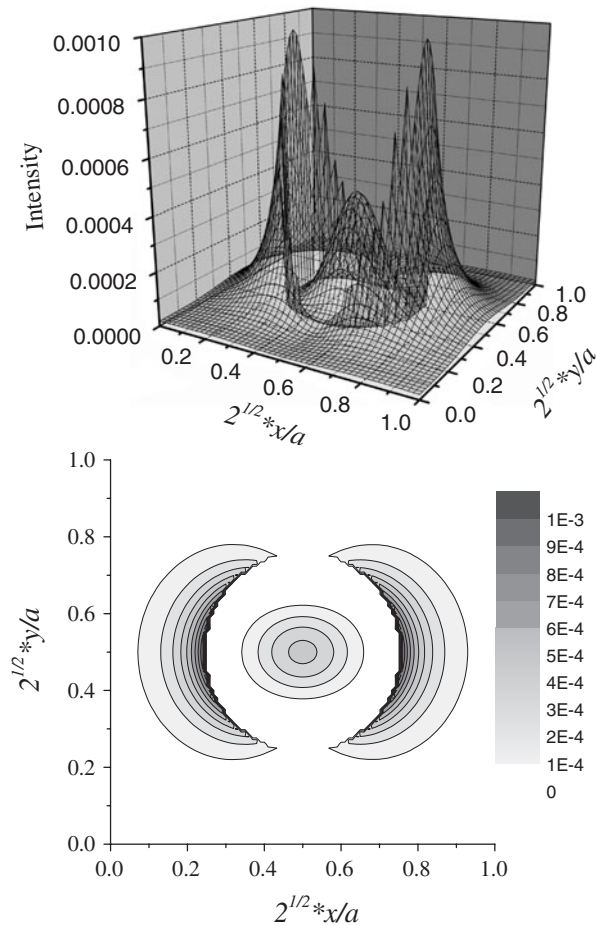 0.0010
0.0008
0.0006
0.0004
0.0002
0.0000
Intensity
0.2
0.4
0.6
0.8
1.0
2^{1/2}*x/a
0.0
0.2
0.4
0.6
0.8
1.0
2^{1/2}*y/a
1.0
0.8
0.6
0.4
0.2
0.0
2^{1/2}*y/a
0.0
0.2
0.4
0.6
0.8
1.0
2^{1/2}*x/a
1E-3
9E-4
8E-4
7E-4
6E-4
5E-4
4E-4
3E-4
2E-4
1E-4
0